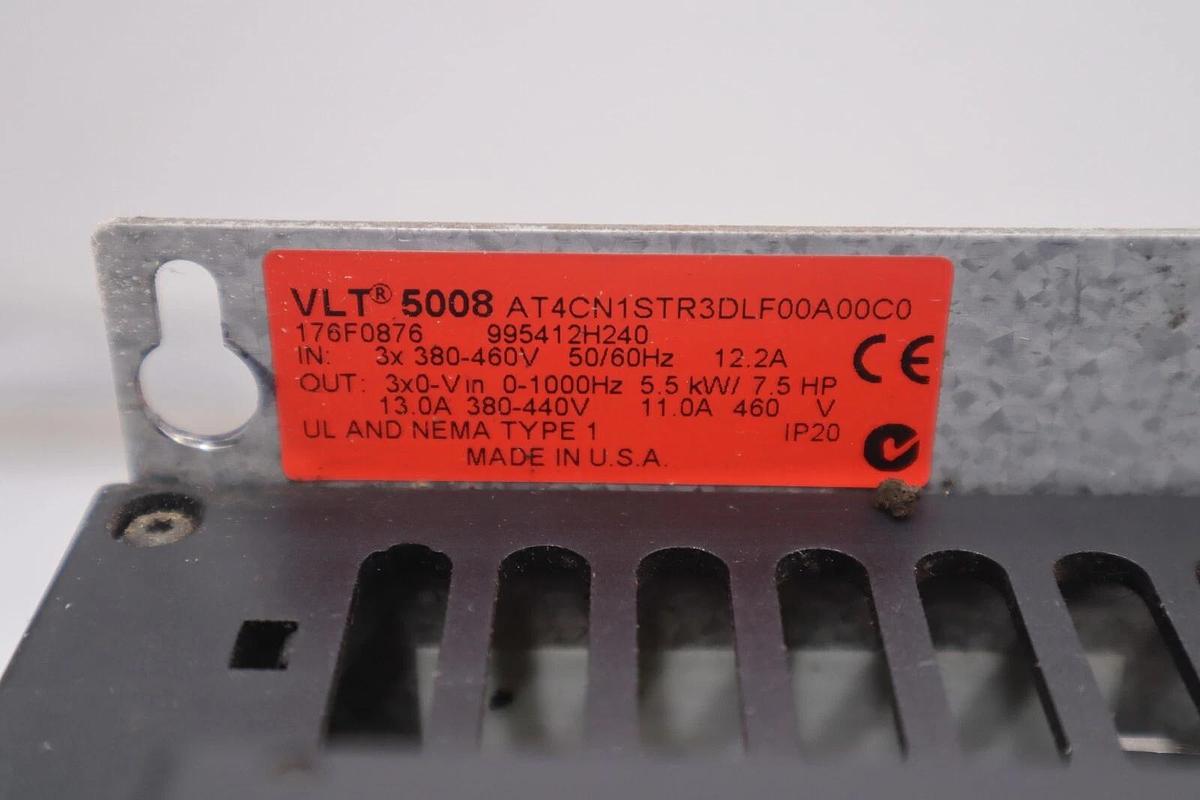 VLT® 5008 AT4CN1STR3DLF00A00C0
176F0876 995412H240
IN: 3x 380-460V 50/60Hz 12.2A
OUT: 3x0-Vin 0-1000Hz 5.5 kW/ 7.5 HP
13.0A 380-440V 11.0A 460 V
UL AND NEMA TYPE 1 IP20
MADE IN U.S.A.
CE